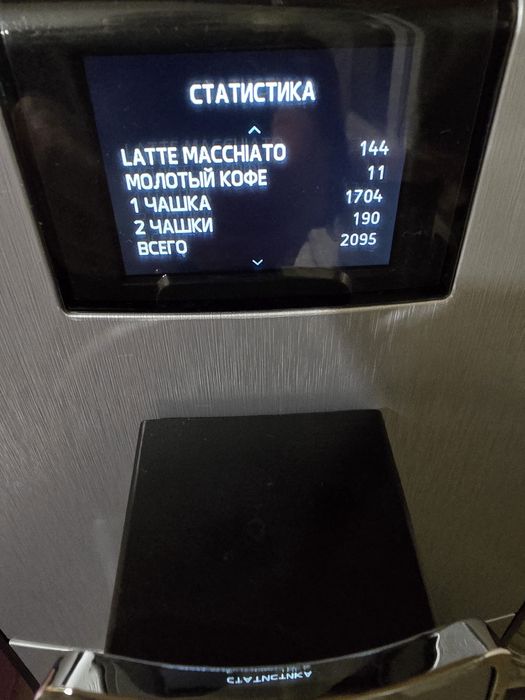 СТАТИСТИКА
LATTE MACCHIATO 144
МОЛОТЫЙ КОФЕ 11
1 ЧАШКА 1704
2 ЧАШКИ 190
ВСЕГО 2095